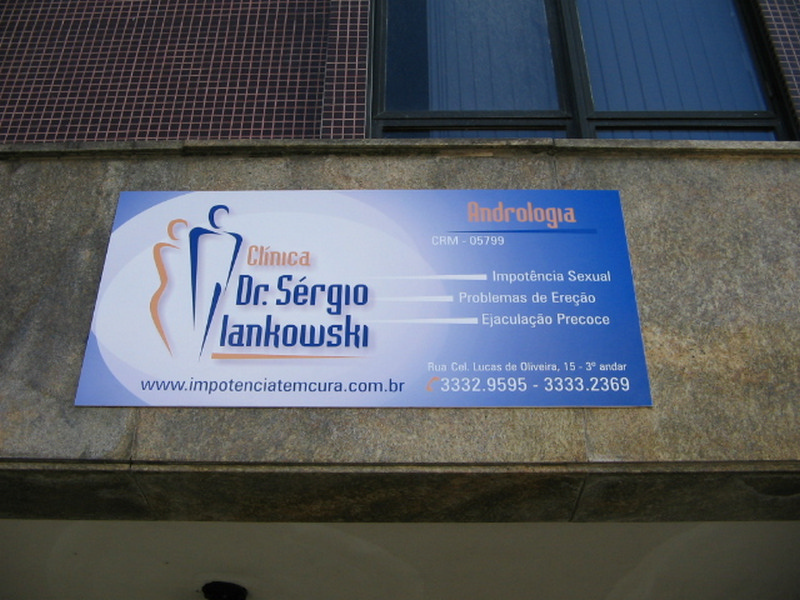 Clínica
Dr. Sérgio
Iankowski
www.impotenciatemcura.com.br
Andrologia
CRM - 05799
Impotência Sexual
Problemas de Ereção
Ejaculação Precoce
Rua Cel. Lucas de Oliveira, 15 - 3º andar
3332.9595 - 3333.2369